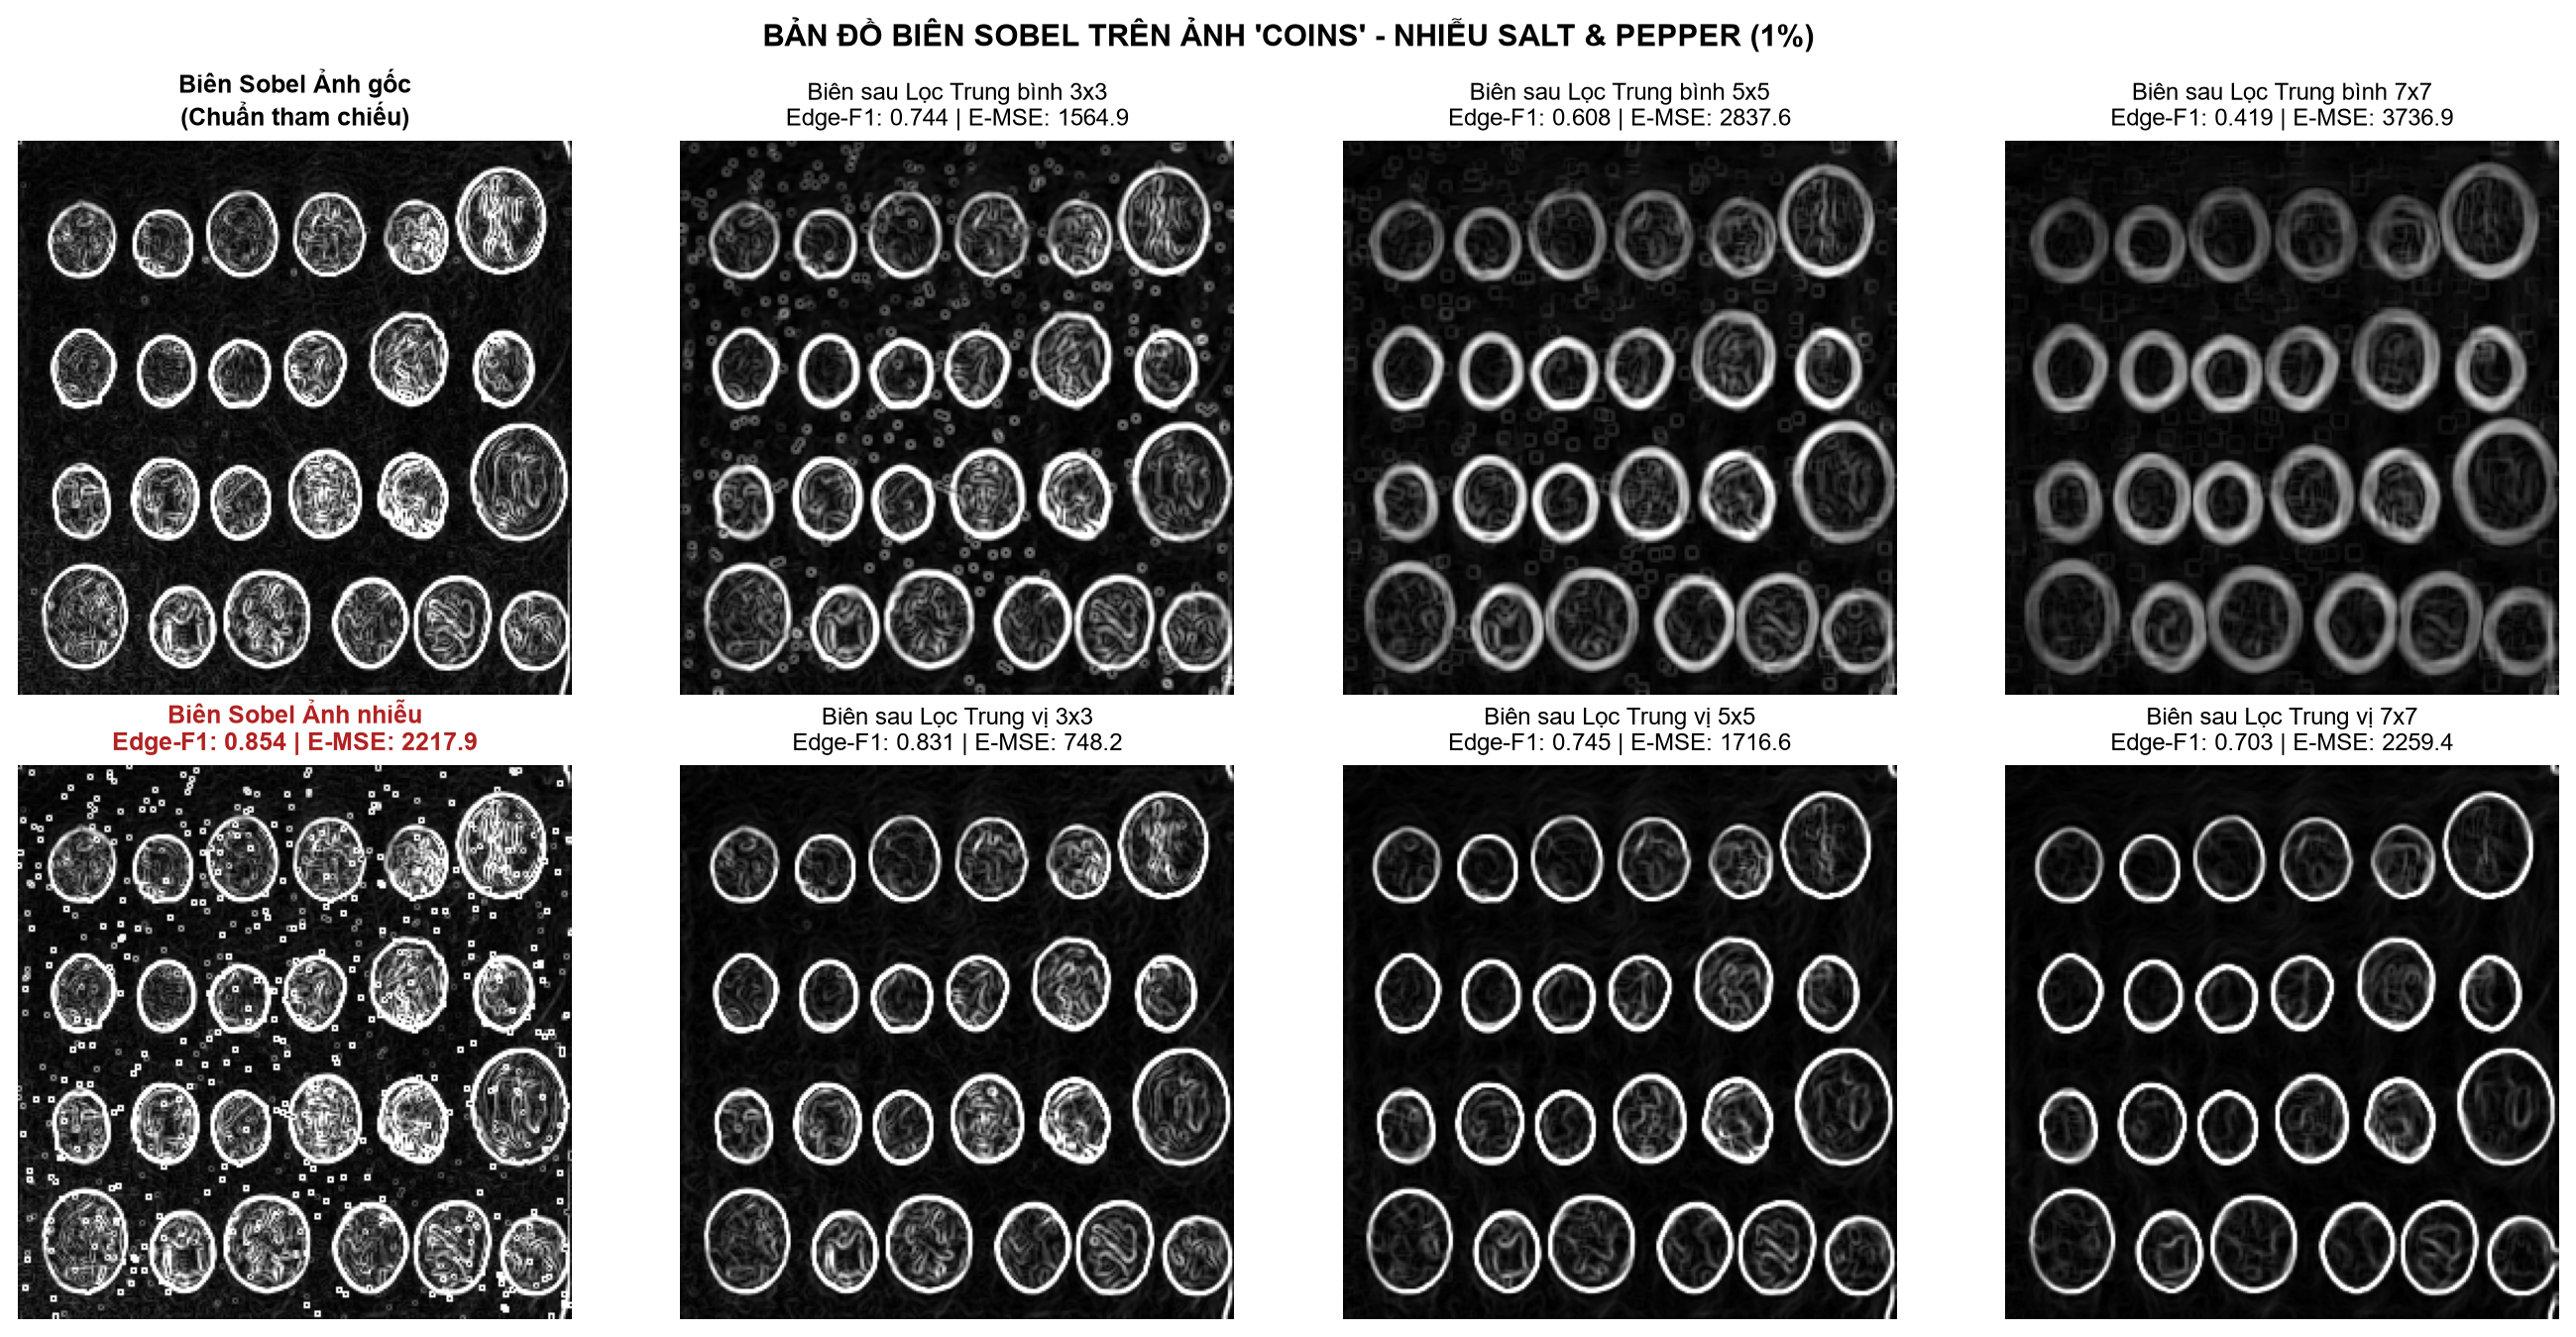 BẢN ĐỒ BIÊN SOBEL TRÊN ẢNH 'COINS' - NHIỄU SALT & PEPPER (1%)
Biên Sobel Ảnh gốc
(Chuẩn tham chiếu)
Biên sau Lọc Trung bình 3x3
Edge-F1: 0.744 | E-MSE: 1564.9
Biên sau Lọc Trung bình 5x5
Edge-F1: 0.608 | E-MSE: 2837.6
Biên sau Lọc Trung bình 7x7
Edge-F1: 0.419 | E-MSE: 3736.9
Biên Sobel Ảnh nhiễu
Edge-F1: 0.854 | E-MSE: 2217.9
Biên sau Lọc Trung vị 3x3
Edge-F1: 0.831 | E-MSE: 748.2
Biên sau Lọc Trung vị 5x5
Edge-F1: 0.745 | E-MSE: 1716.6
Biên sau Lọc Trung vị 7x7
Edge-F1: 0.703 | E-MSE: 2259.4